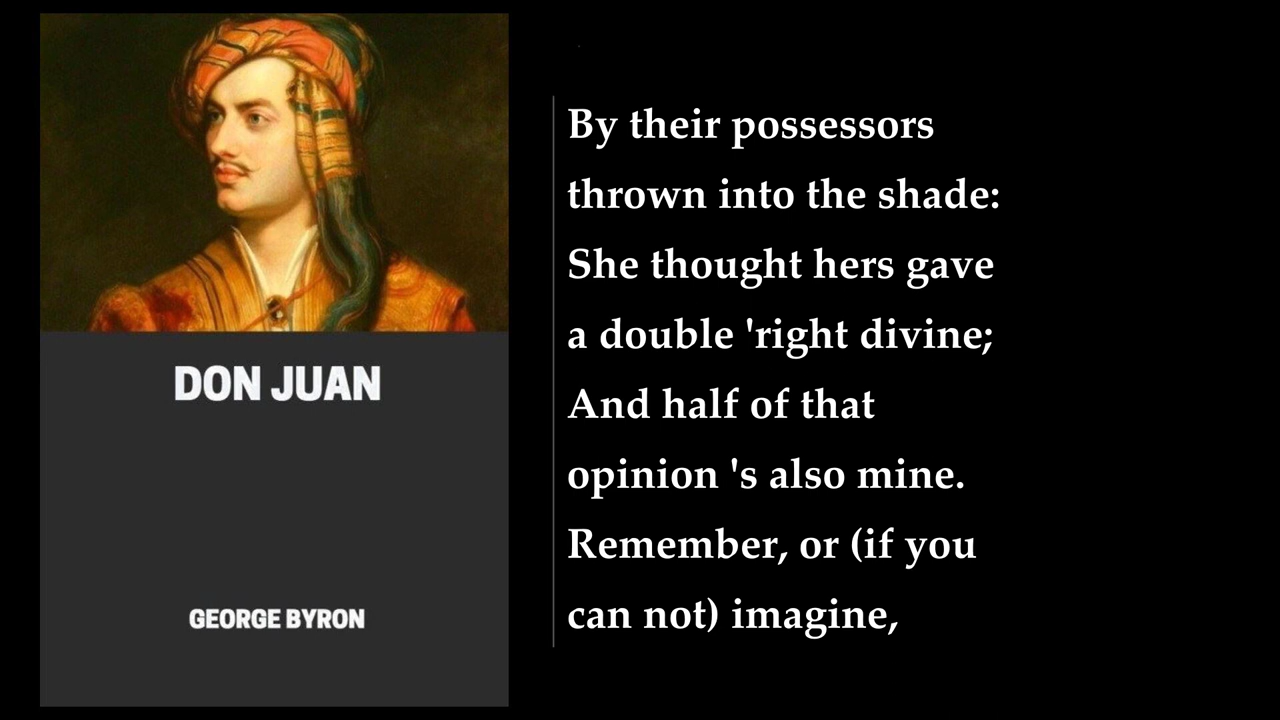 DON JUAN
GEORGE BYRON
By their possessors
thrown into the shade:
She thought hers gave
a double 'right divine;
And half of that
opinion 's also mine.
Remember, or (if you
can not) imagine,